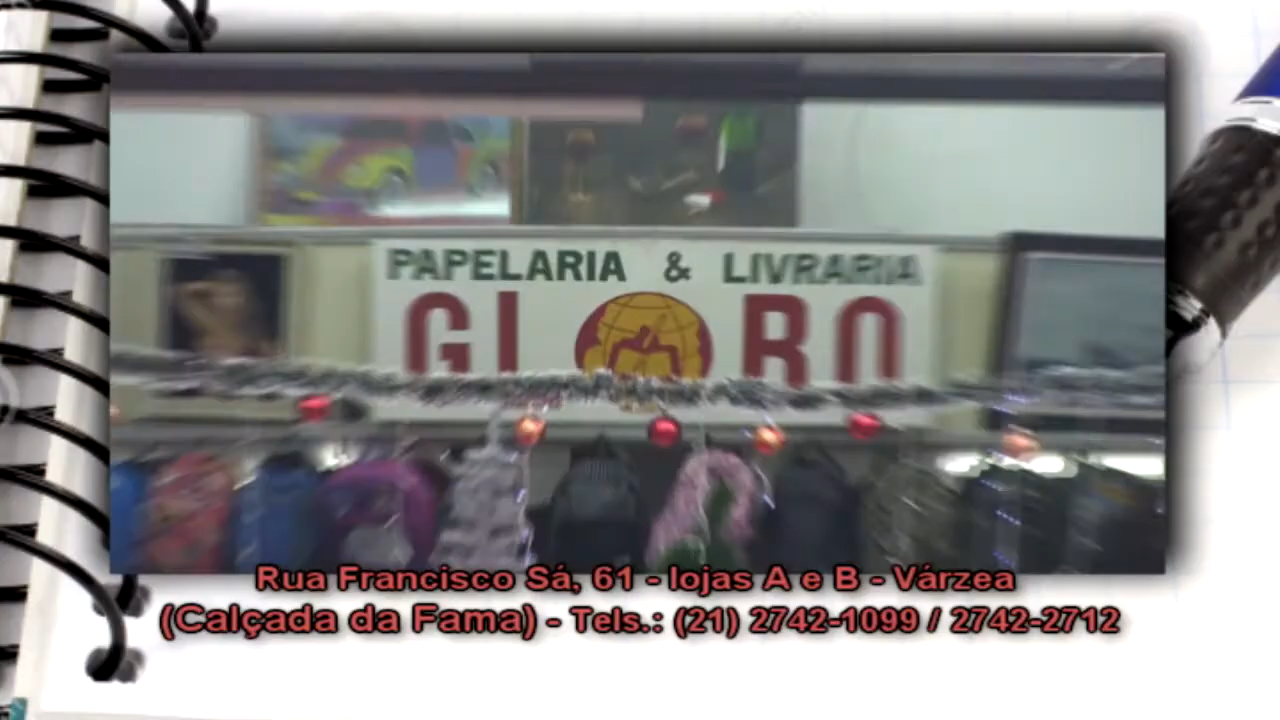 PAPELARIA & LIVRARIA
GLOBO
Rua Francisco Sá, 61 - lojas A e B - Várzea
(Calçada da Fama) - Tels.: (21) 2742-1099 / 2742-2712